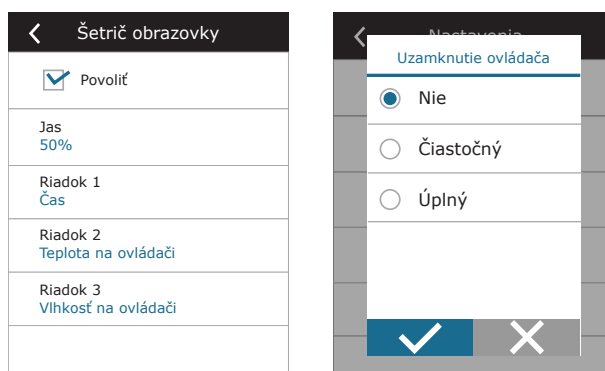 Šetrič obrazovky
Povoliť
Jas
50%
Riadok 1
Čas
Riadok 2
Teplota na ovládači
Riadok 3
Vlhkosť na ovládači
Nastavenia
Uzamknutie ovládača
Nie
Čiastočný
Úplný